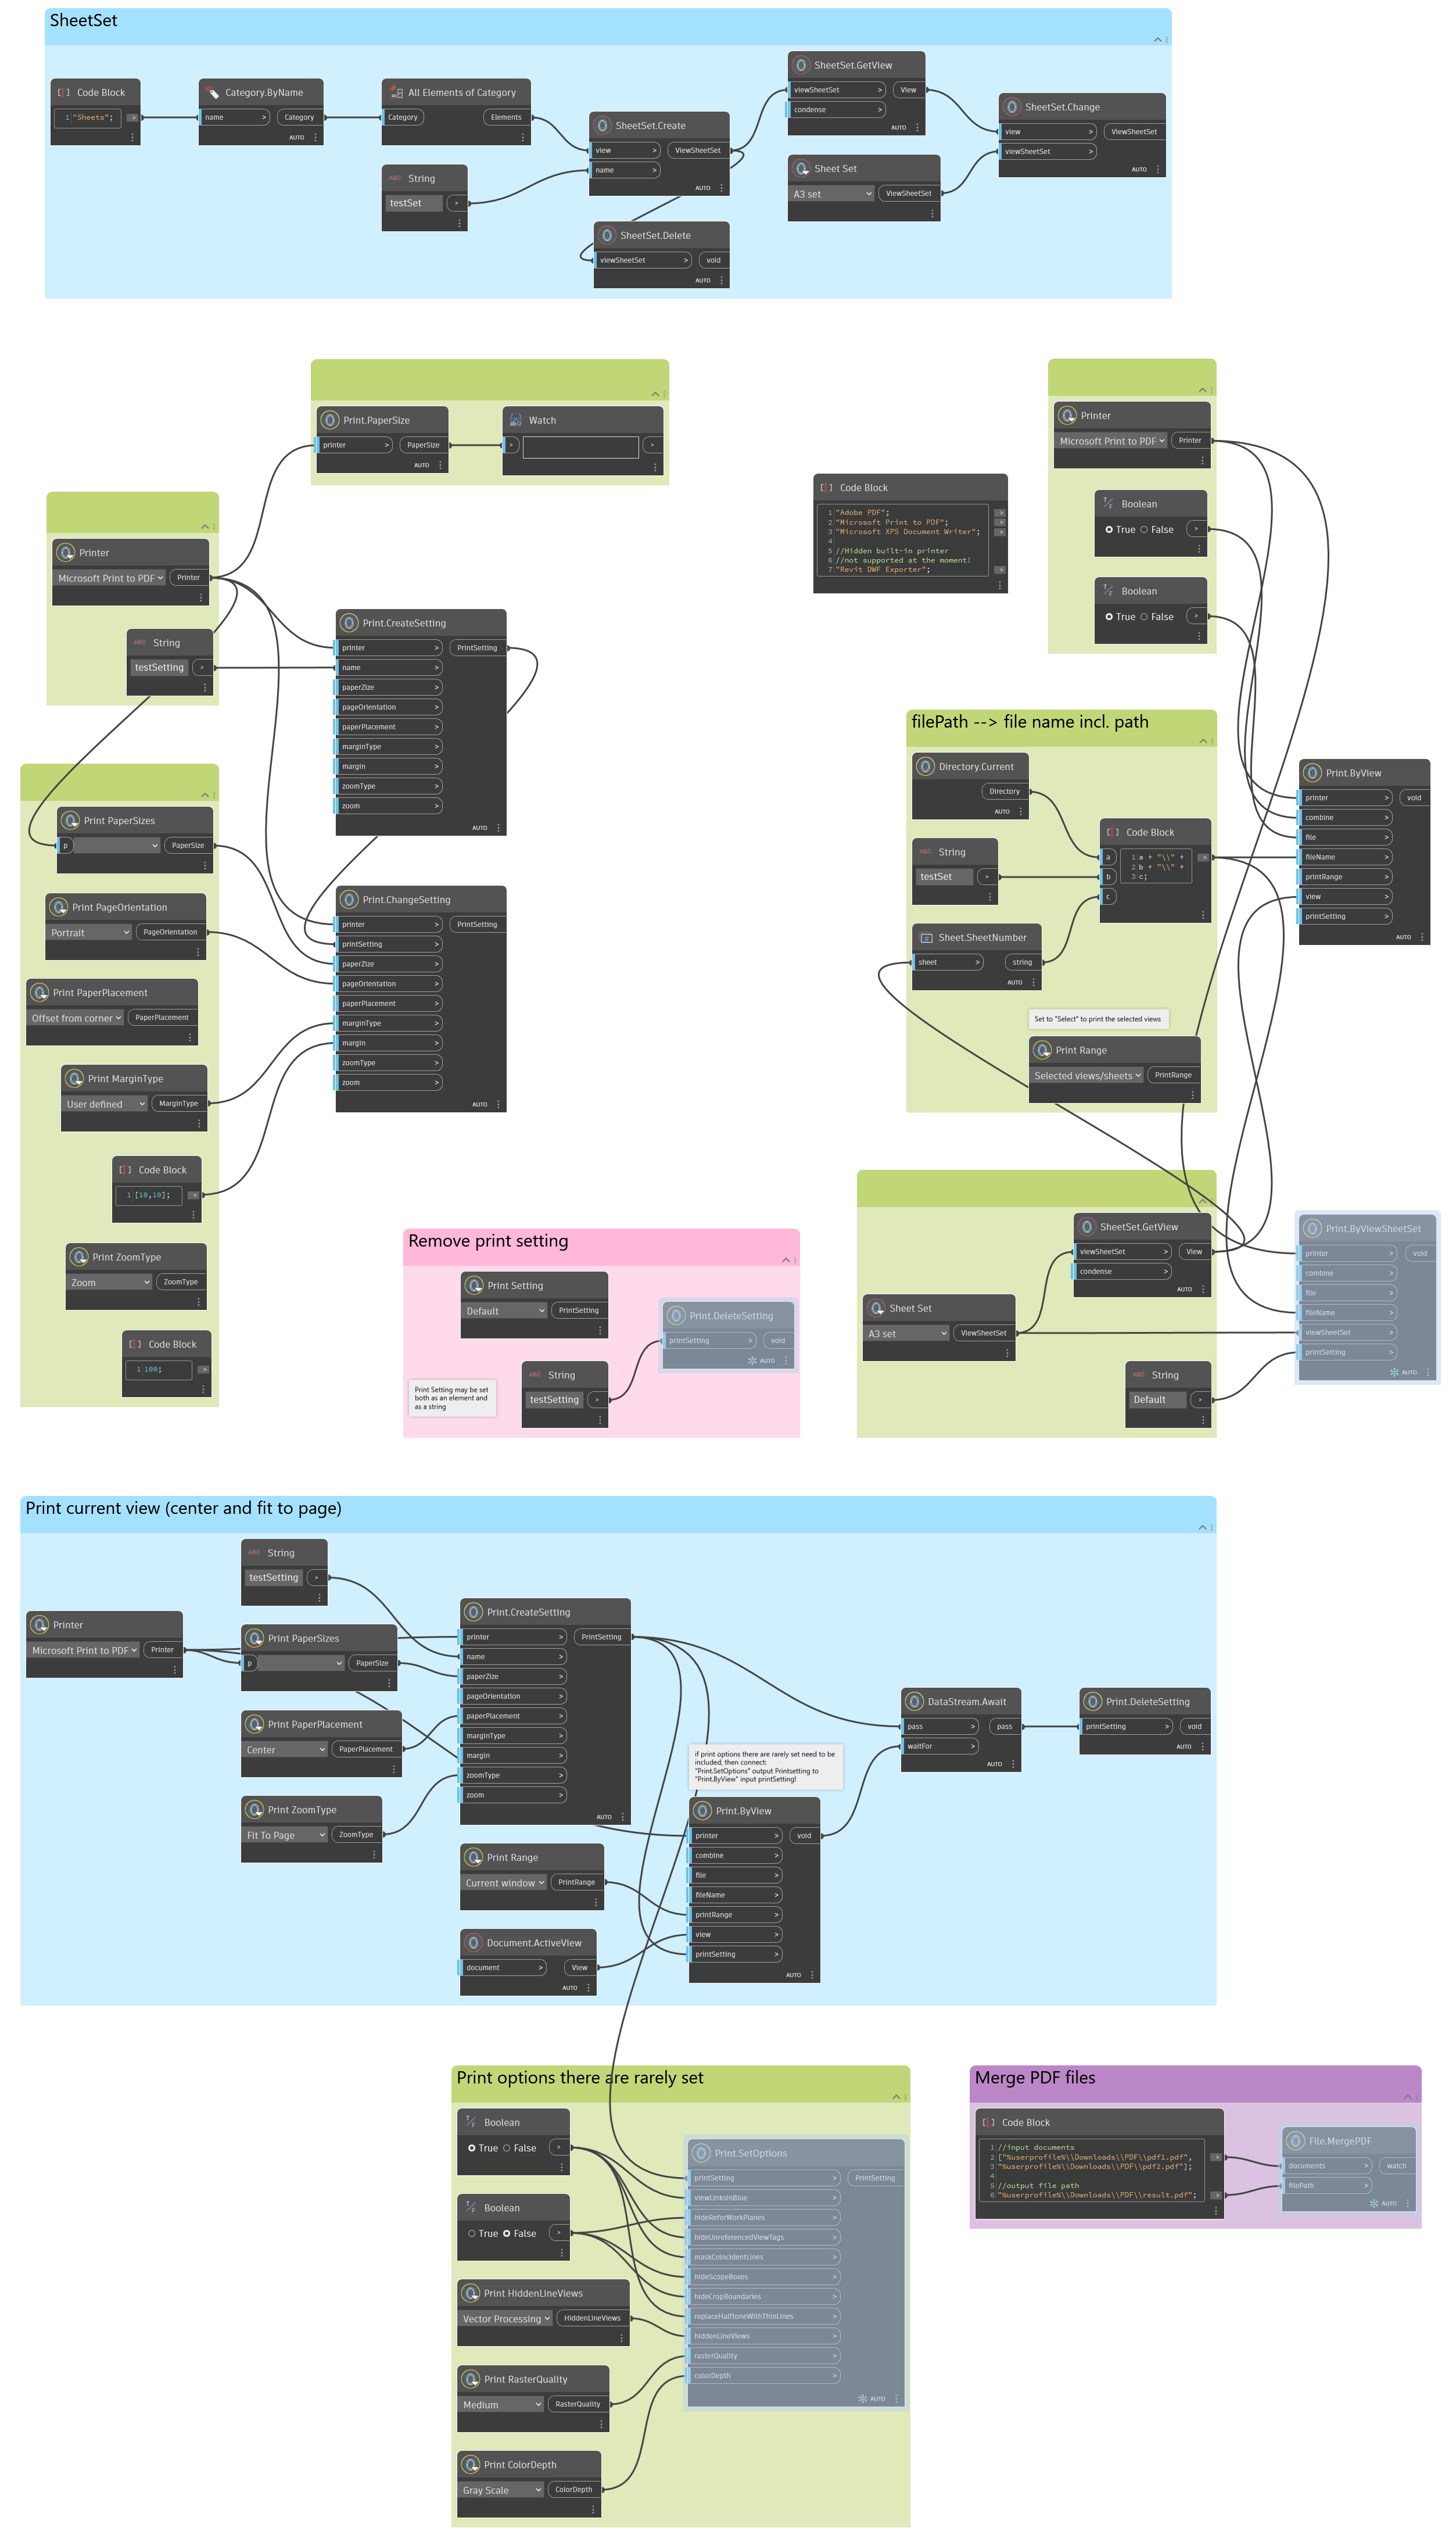 SheetSet
Code Block
1 "Sheets"; >
Category.ByName
name > Category
AUTO
All Elements of Category
Category Elements
String
testSet >
SheetSet.Create
view > ViewSheetSet
name >
AUTO
SheetSet.Delete
viewSheetSet > void
AUTO
SheetSet.GetView
viewSheetSet > View
condense >
AUTO
Sheet Set
A3 set ViewSheetSet
SheetSet.Change
view > ViewSheetSet
viewSheetSet >
AUTO
Print.PaperSize
printer > PaperSize
AUTO
Watch
> >
Printer
Microsoft Print to PDF Printer
String
testSetting >
Print.CreateSetting
printer > PrintSetting
name >
paperZize >
pageOrientation >
paperPlacement >
marginType >
margin >
zoomType >
zoom >
AUTO
Print PaperSizes
p PaperSize
Print PageOrientation
Portrait PageOrientation
Print PaperPlacement
Offset from corner PaperPlacement
Print MarginType
User defined MarginType
Code Block
1 [10,10]; >
Print ZoomType
Zoom ZoomType
Code Block
1 100; >
Print.ChangeSetting
printer > PrintSetting
printSetting >
paperZize >
pageOrientation >
paperPlacement >
marginType >
margin >
zoomType >
zoom >
AUTO
Code Block
1 "Adobe PDF"; >
2 "Microsoft Print to PDF"; >
3 "Microsoft XPS Document Writer"; >
4
5 //Hidden built-in printer
6 //not supported at the moment!
7 "Revit DWF Exporter"; >
Printer
Microsoft Print to PDF Printer
Boolean
True False >
Boolean
True False >
filePath --> file name incl. path
Directory.Current
Directory
AUTO
String
testSet >
Sheet.SheetNumber
sheet > string
AUTO
Code Block
a 1 a + "\\" + >
b 2 b + "\\" +
c 3 c;
Set to "Select" to print the selected views
Print Range
Selected views/sheets PrintRange
Print.ByView
printer > void
combine >
file >
fileName >
printRange >
view >
printSetting >
AUTO
SheetSet.GetView
viewSheetSet > View
condense >
AUTO
Sheet Set
A3 set ViewSheetSet
String
Default >
Print.ByViewSheetSet
printer > void
combine >
file >
fileName >
viewSheetSet >
printSetting >
AUTO
Remove print setting
Print Setting
Default PrintSetting
Print.DeleteSetting
printSetting > void
AUTO
Print Setting may be set
both as an element and
as a string
String
testSetting >
Print current view (center and fit to page)
String
testSetting >
Printer
Microsoft Print to PDF Printer
Print PaperSizes
p PaperSize
Print PaperPlacement
Center PaperPlacement
Print ZoomType
Fit To Page ZoomType
Print.CreateSetting
printer > PrintSetting
name >
paperZize >
pageOrientation >
paperPlacement >
marginType >
margin >
zoomType >
zoom >
AUTO
Print Range
Current window PrintRange
Document.ActiveView
document > View
AUTO
if print options there are rarely set need to be
included, then connect:
"Print.SetOptions" output Printsetting to
"Print.ByView" input printSetting!
Print.ByView
printer > void
combine >
file >
fileName >
printRange >
view >
printSetting >
AUTO
DataStream.Await
pass > pass
waitFor >
AUTO
Print.DeleteSetting
printSetting > void
AUTO
Print options there are rarely set
Boolean
True False >
Boolean
True False >
Print HiddenLineViews
Vector Processing HiddenLineViews
Print RasterQuality
Medium RasterQuality
Print ColorDepth
Gray Scale ColorDepth
Print.SetOptions
printSetting > PrintSetting
viewLinksInBlue >
hideReforWorkPlanes >
hideUnreferencedViewTags >
maskCoincidentLines >
hideScopeBoxes >
hideCropBoundaries >
replaceHalftoneWithThinLines >
hiddenLineViews >
rasterQuality >
colorDepth >
AUTO
Merge PDF files
Code Block
1 //input documents
2 ["%userprofile%\\Downloads\\PDF\\pdf1.pdf", >
3 "%userprofile%\\Downloads\\PDF\\pdf2.pdf"];
4
5 //output file path
6 "%userprofile%\\Downloads\\PDF\\result.pdf"; >
File.MergePDF
documents > watch
filePath >
AUTO